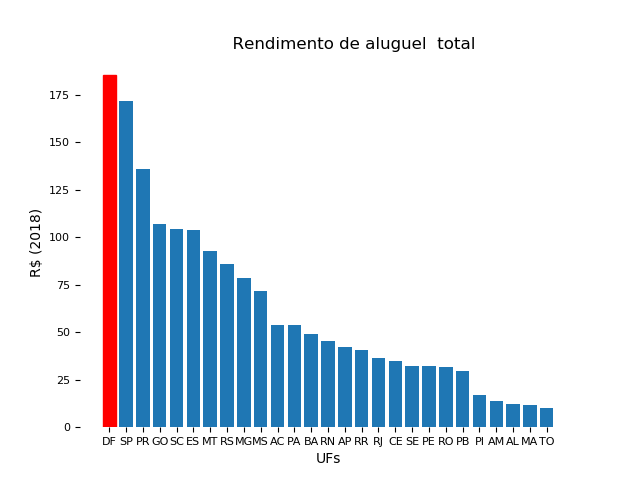 Rendimento de aluguel  total
R$ (2018)
175
150
125
100
75
50
25
0
DF SP PR GO SC ES MT RS MG MS AC PA BA RN AP RR RJ CE SE PE RO PB PI AM AL MA TO
UFs